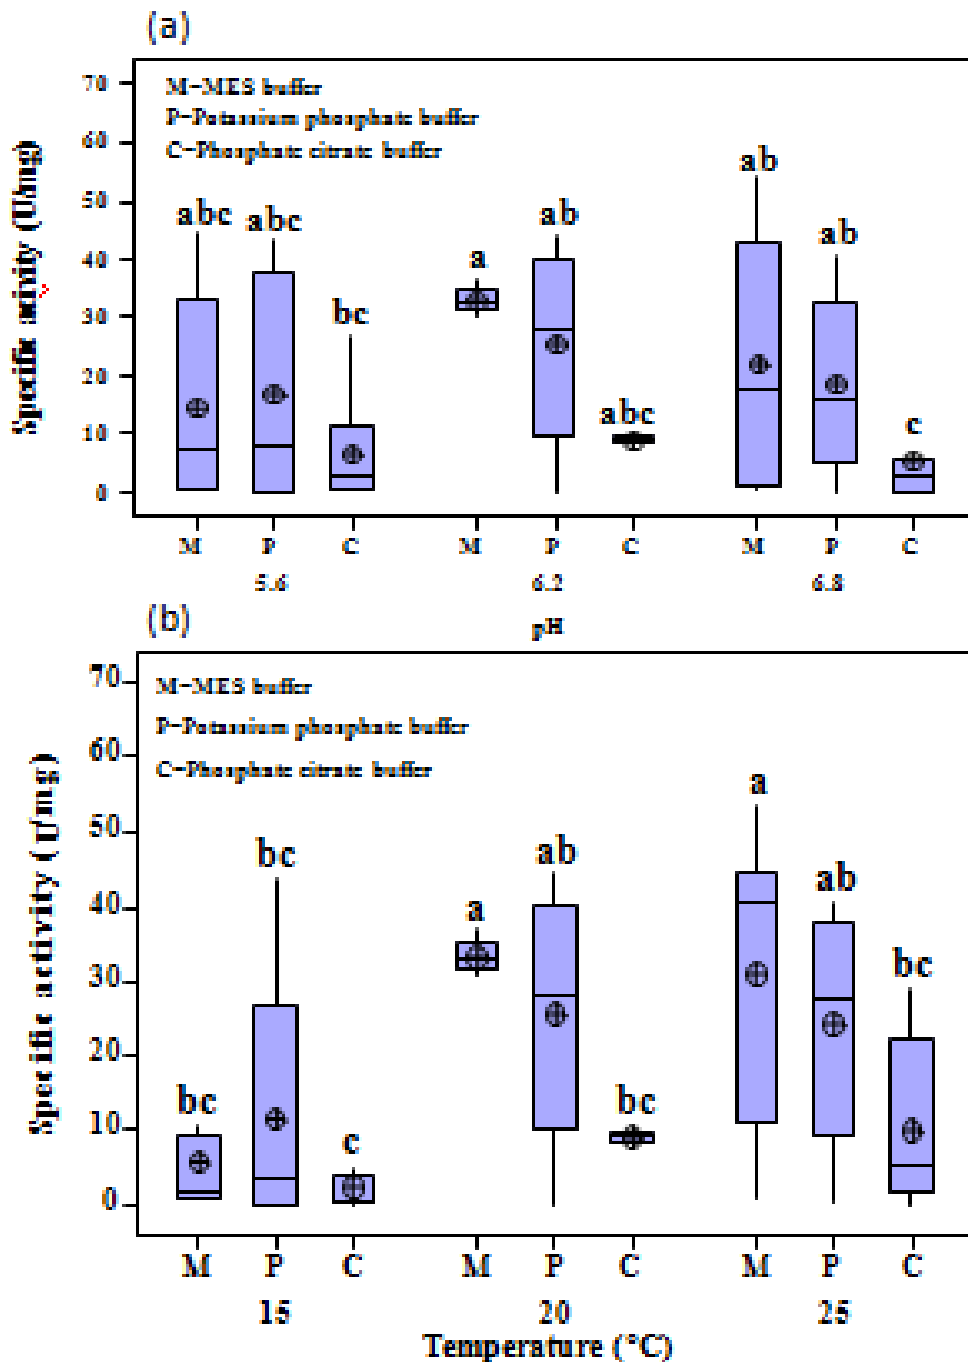 (a)
M-MES buffer
P-Potassium phosphate buffer
C-Phosphate citrate buffer
Specific activity (U/mg)
70
60
50
40
30
20
10
0
abc
abc
bc
a
ab
abc
ab
ab
c
M P C M P C M P C
5.6 6.2 6.8
pH
(b)
M-MES buffer
P-Potassium phosphate buffer
C-Phosphate citrate buffer
Specific activity (U/mg)
70
60
50
40
30
20
10
0
bc
bc
c
a
ab
bc
a
ab
bc
M P C M P C M P C
15 20 25
Temperature (°C)